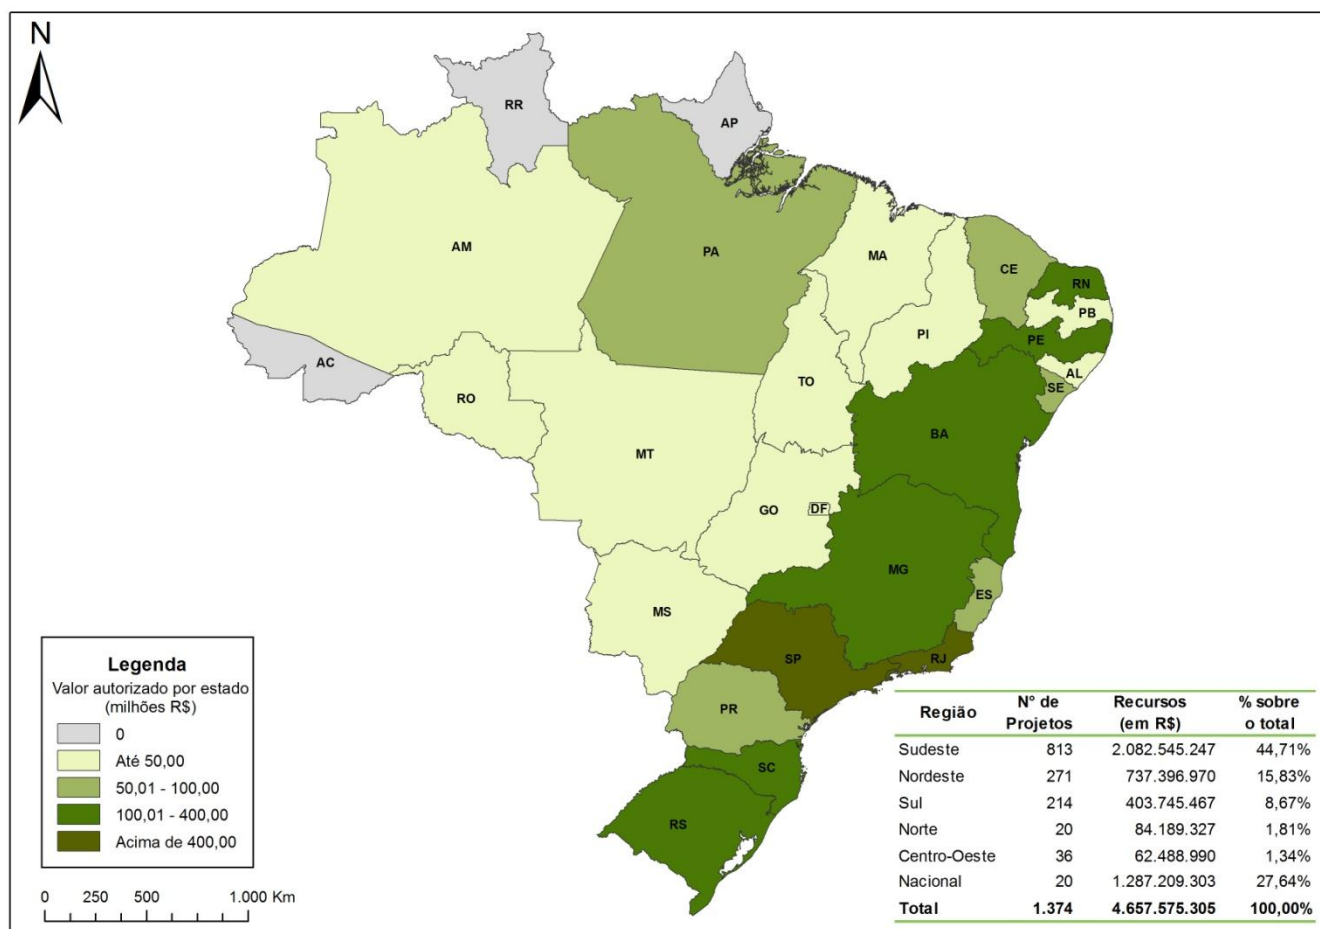 N
RR
AP
AM
PA
MA
CE
RN
PB
PI
PE
AC
AL
TO
SE
RO
BA
MT
GO
DF
MG
ES
MS
SP
RJ
PR
SC
RS
Legenda
Valor autorizado por estado
(milhões R$)
0
Até 50,00
50,01 - 100,00
100,01 - 400,00
Acima de 400,00
0 250 500 1.000 Km
Região Nº de Projetos Recursos (em R$) % sobre o total
Sudeste 813 2.082.545.247 44,71%
Nordeste 271 737.396.970 15,83%
Sul 214 403.745.467 8,67%
Norte 20 84.189.327 1,81%
Centro-Oeste 36 62.488.990 1,34%
Nacional 20 1.287.209.303 27,64%
Total 1.374 4.657.575.305 100,00%